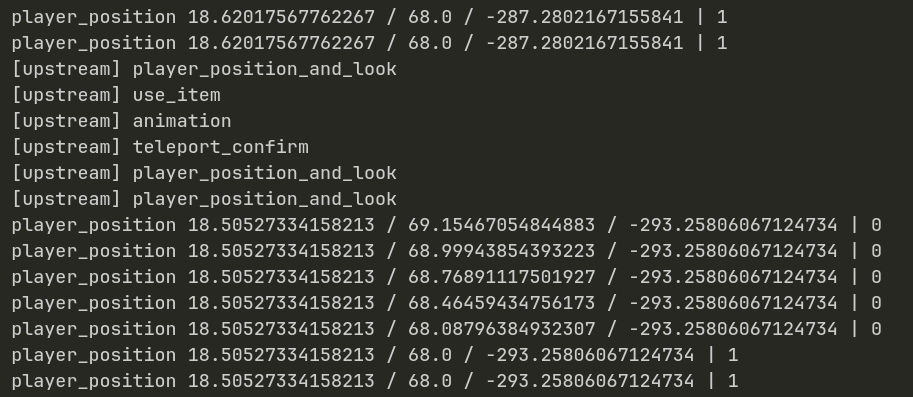 player_position 18.62017567762267 / 68.0 / -287.2802167155841 | 1
player_position 18.62017567762267 / 68.0 / -287.2802167155841 | 1
[upstream] player_position_and_look
[upstream] use_item
[upstream] animation
[upstream] teleport_confirm
[upstream] player_position_and_look
[upstream] player_position_and_look
player_position 18.50527334158213 / 69.15467054844883 / -293.25806067124734 | 0
player_position 18.50527334158213 / 68.99943854393223 / -293.25806067124734 | 0
player_position 18.50527334158213 / 68.76891117501927 / -293.25806067124734 | 0
player_position 18.50527334158213 / 68.46459434756173 / -293.25806067124734 | 0
player_position 18.50527334158213 / 68.08796384932307 / -293.25806067124734 | 0
player_position 18.50527334158213 / 68.0 / -293.25806067124734 | 1
player_position 18.50527334158213 / 68.0 / -293.25806067124734 | 1